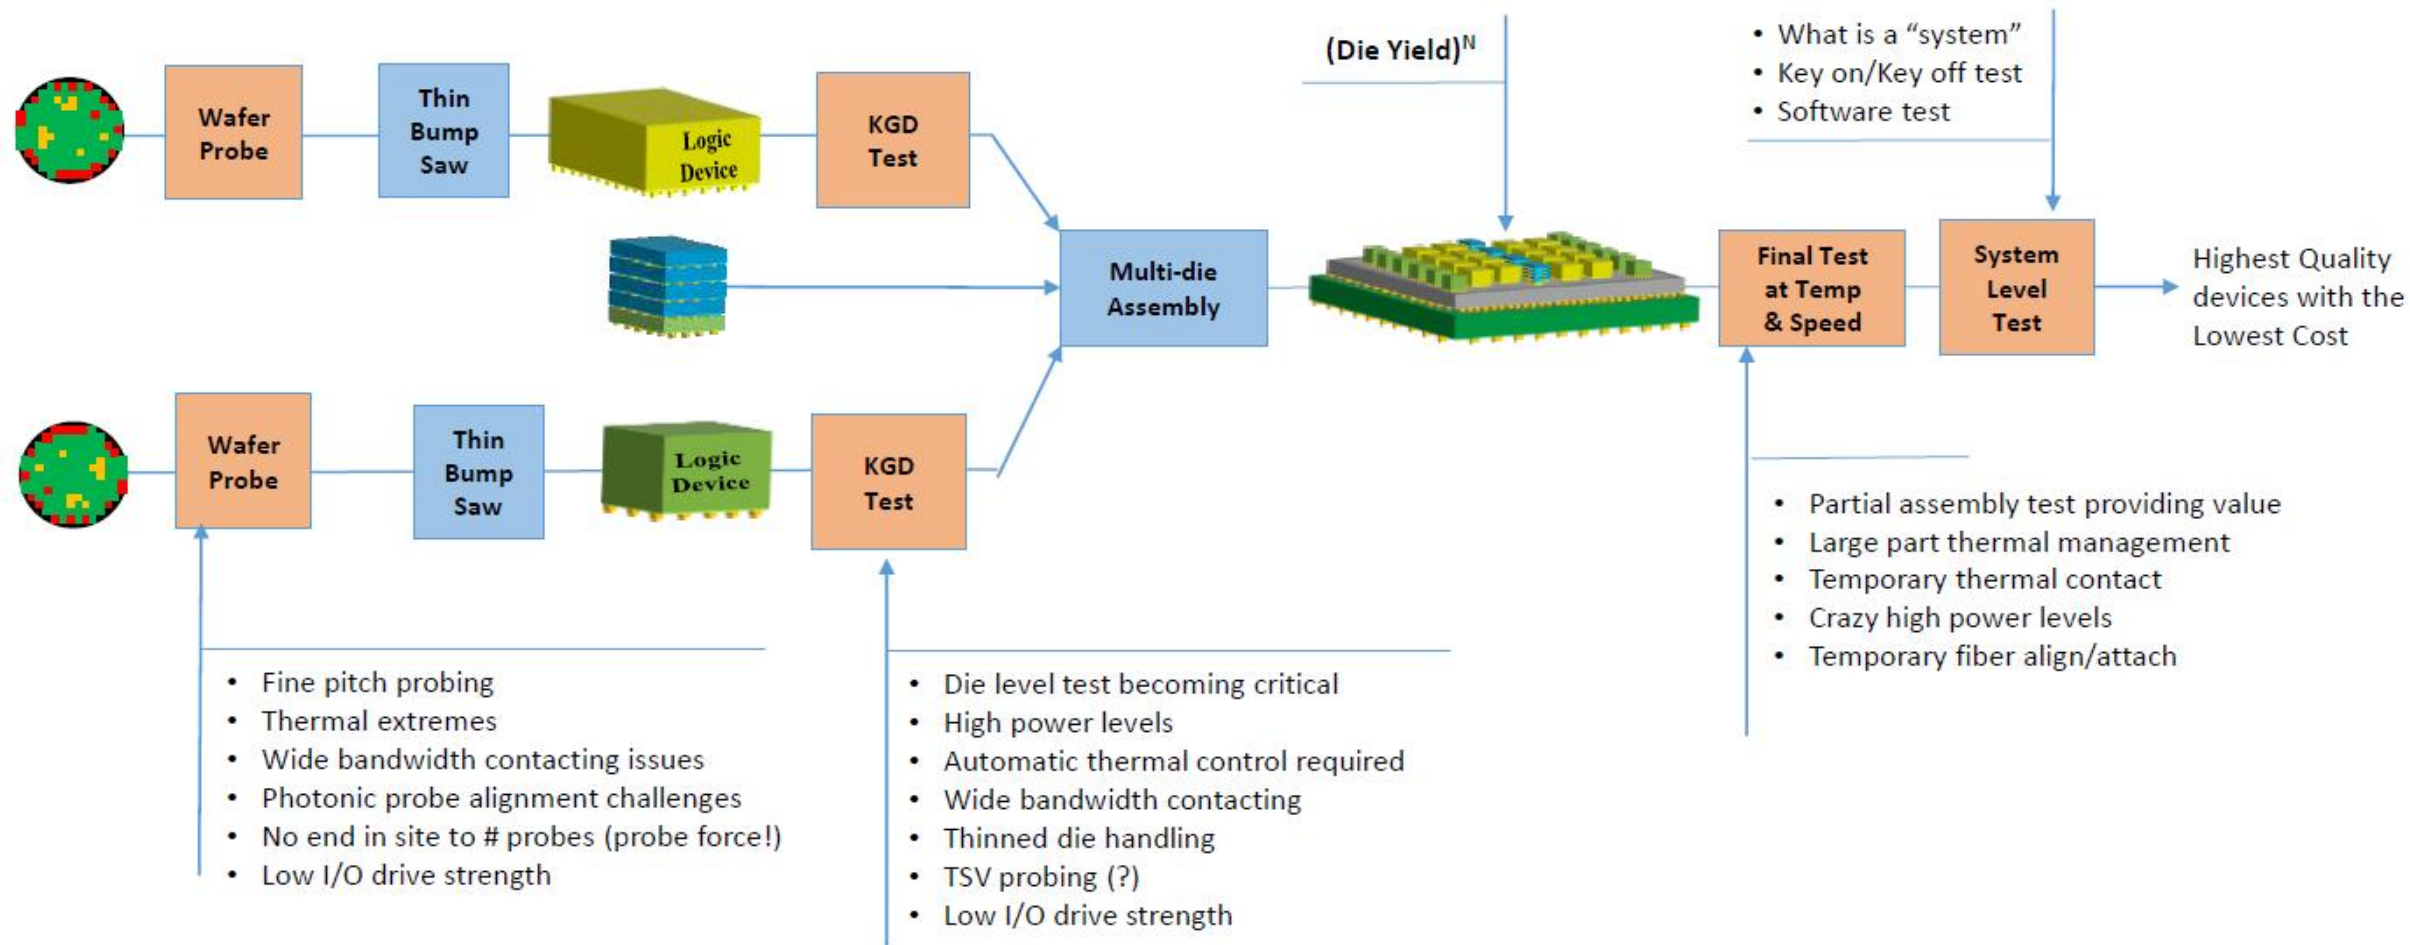 Wafer
Probe
Thin
Bump
Saw
Logic
Device
KGD
Test
(Die Yield)ᴺ
• What is a “system”
• Key on/Key off test
• Software test
Multi-die
Assembly
Final Test
at Temp
& Speed
System
Level
Test
Highest Quality
devices with the
Lowest Cost
Wafer
Probe
Thin
Bump
Saw
Logic
Device
KGD
Test
• Fine pitch probing
• Thermal extremes
• Wide bandwidth contacting issues
• Photonic probe alignment challenges
• No end in site to # probes (probe force!)
• Low I/O drive strength
• Die level test becoming critical
• High power levels
• Automatic thermal control required
• Wide bandwidth contacting
• Thinned die handling
• TSV probing (?)
• Low I/O drive strength
• Partial assembly test providing value
• Large part thermal management
• Temporary thermal contact
• Crazy high power levels
• Temporary fiber align/attach